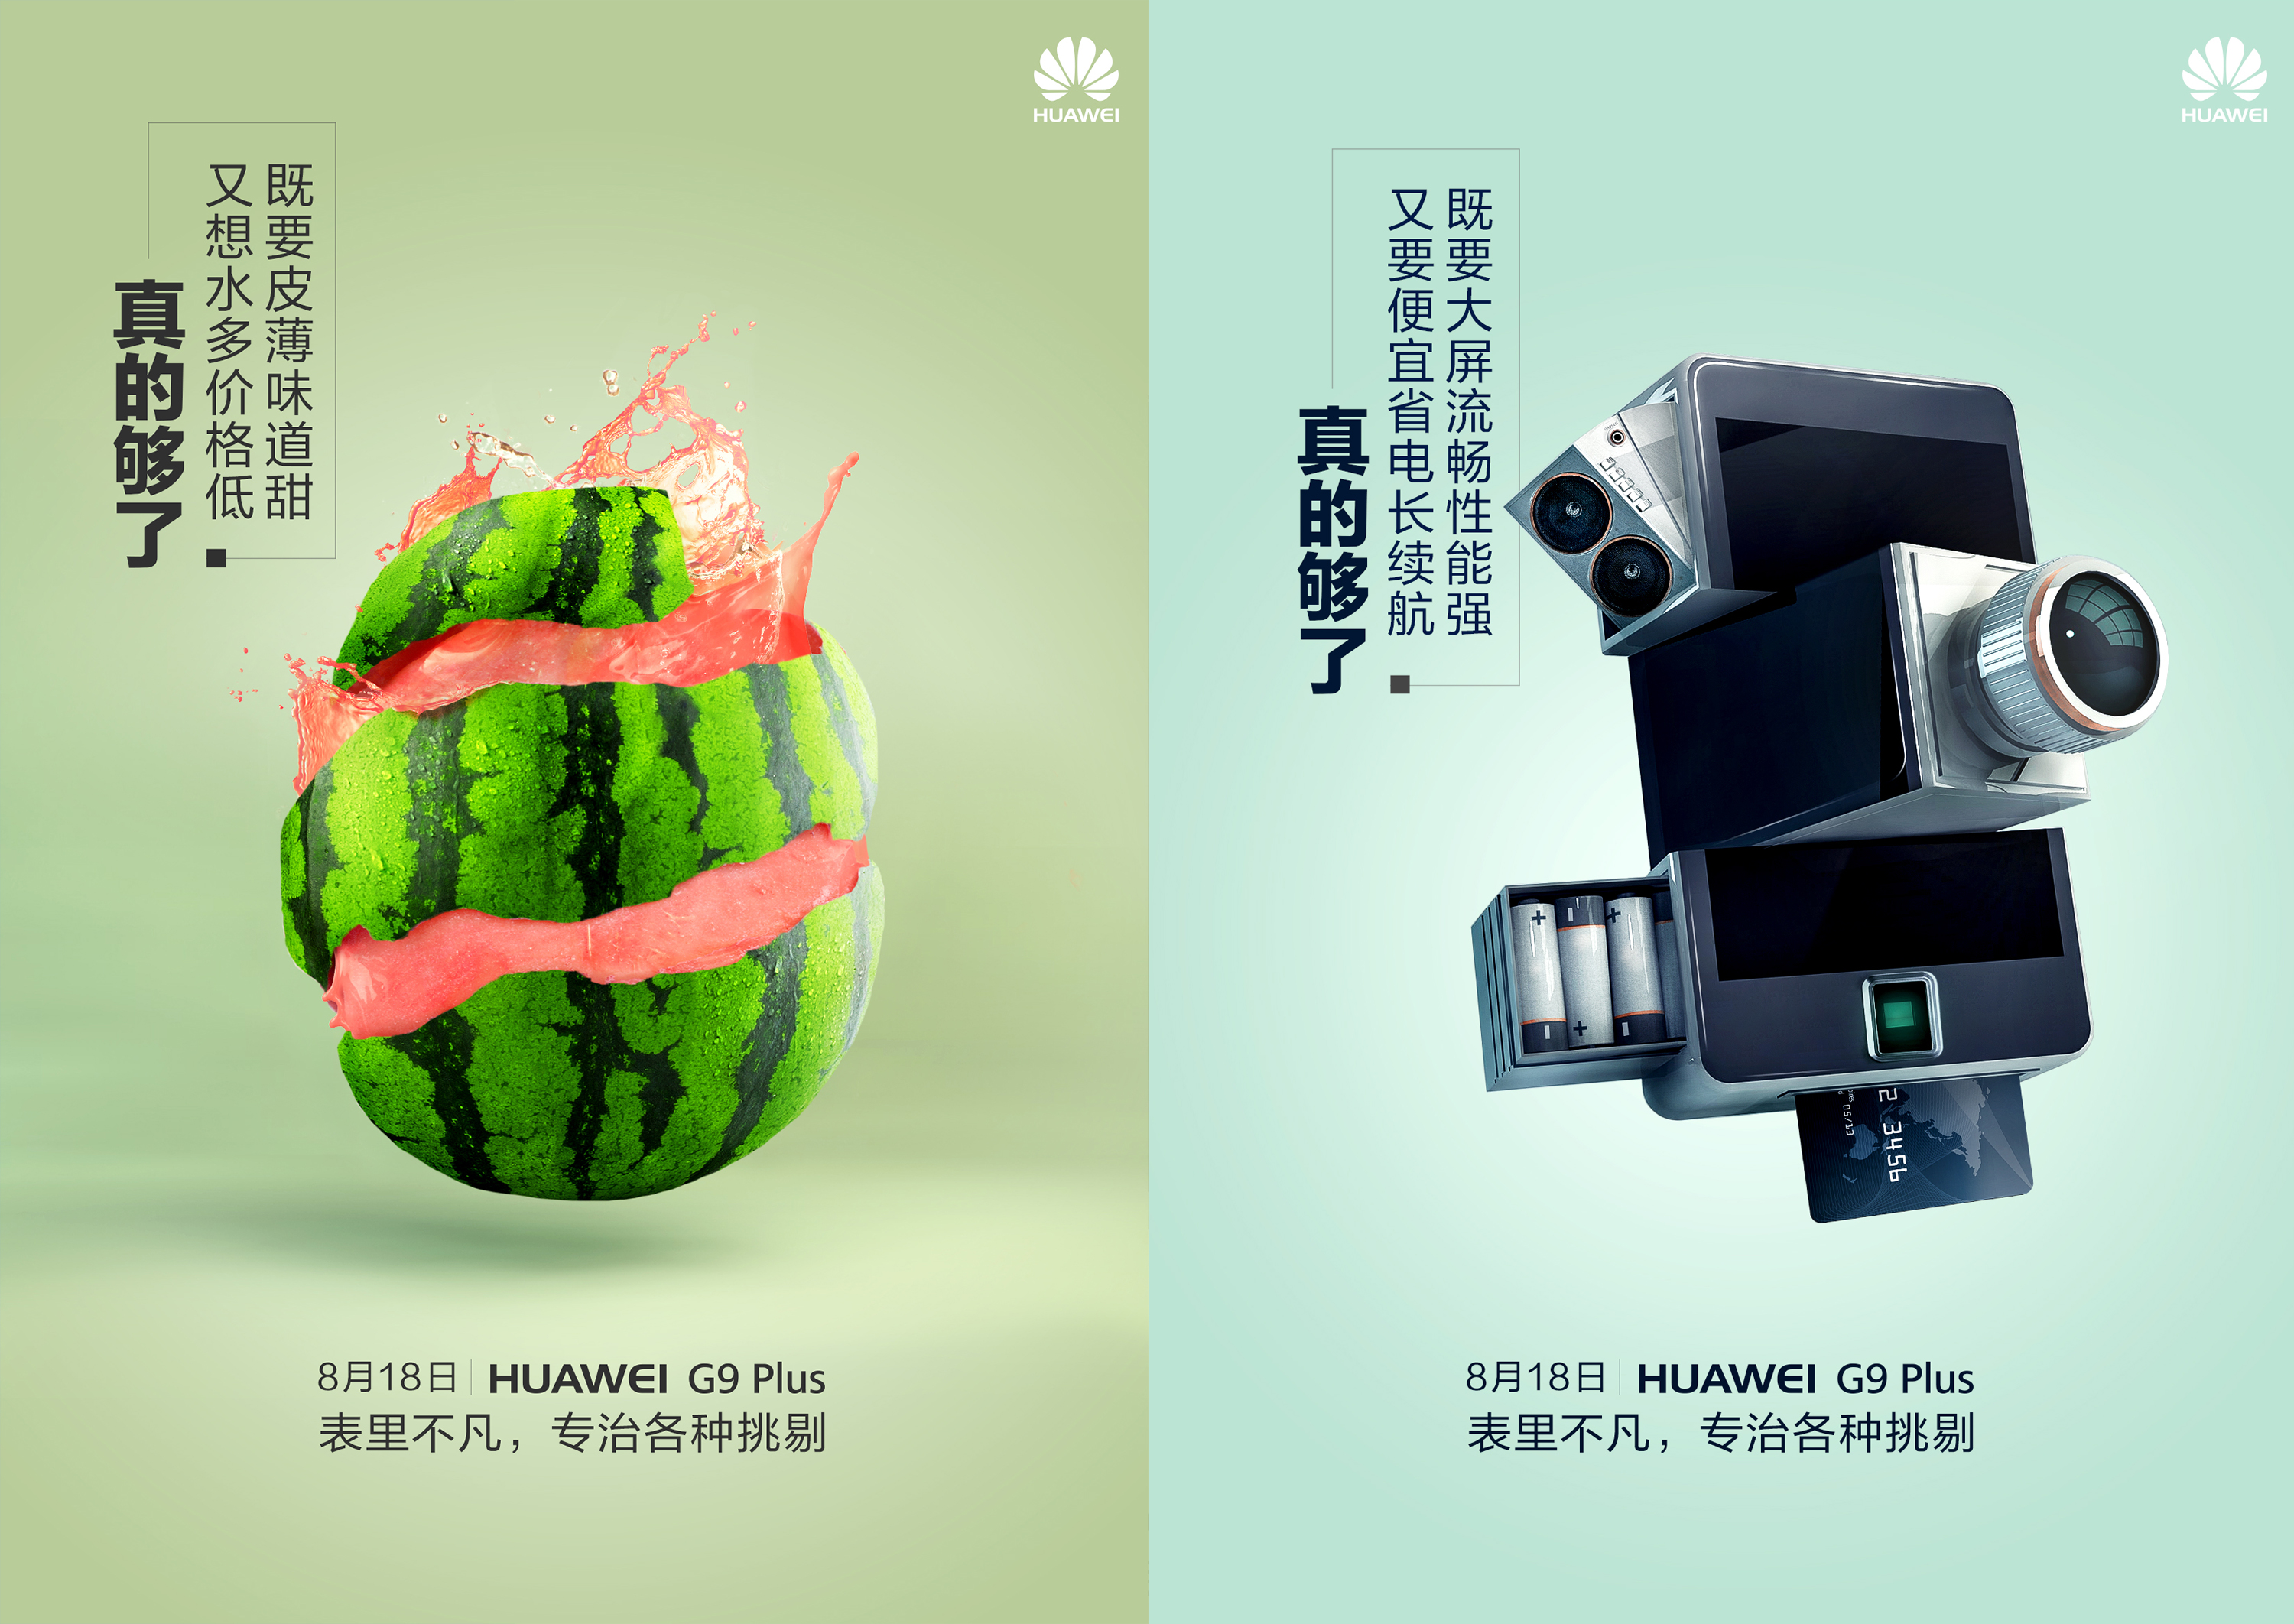 HUAWEI
既要皮薄味道甜
又想水多价格低
真的够了
8月18日 | HUAWEI G9 Plus
表里不凡，专治各种挑剔
HUAWEI
既要大屏流畅性能强
又要便宜省电长续航
真的够了
2 3456
05/13
8月18日 | HUAWEI G9 Plus
表里不凡，专治各种挑剔